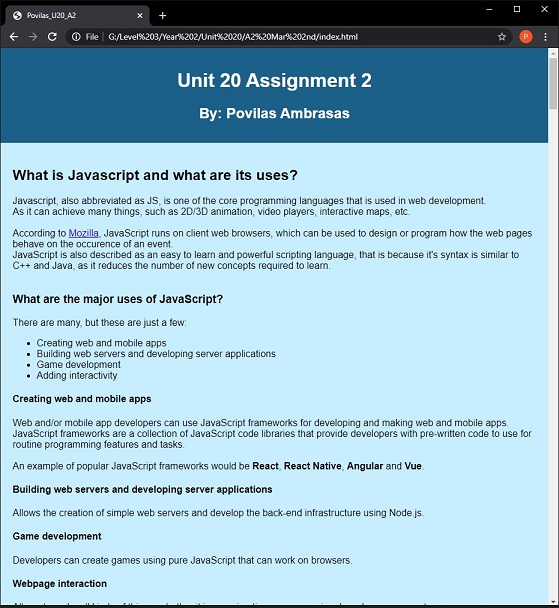 Povilas_U20_A2
File | G:/Level%203/Year%202/Unit%2020/A2%20Mar%202nd/index.html
P
Unit 20 Assignment 2
By: Povilas Ambrasas
What is Javascript and what are its uses?
Javascript, also abbreviated as JS, is one of the core programming languages that is used in web development.
As it can achieve many things, such as 2D/3D animation, video players, interactive maps, etc.
According to Mozilla, JavaScript runs on client web browsers, which can be used to design or program how the web pages
behave on the occurence of an event.
JavaScript is also described as an easy to learn and powerful scripting language, that is because it's syntax is similar to
C++ and Java, as it reduces the number of new concepts required to learn.
What are the major uses of JavaScript?
There are many, but these are just a few:
• Creating web and mobile apps
• Building web servers and developing server applications
• Game development
• Adding interactivity
Creating web and mobile apps
Web and/or mobile app developers can use JavaScript frameworks for developing and making web and mobile apps.
JavaScript frameworks are a collection of JavaScript code libraries that provide developers with pre-written code to use for
routine programming features and tasks.
An example of popular JavaScript frameworks would be React, React Native, Angular and Vue.
Building web servers and developing server applications
Allows the creation of simple web servers and develop the back-end infrastructure using Node.js.
Game development
Developers can create games using pure JavaScript that can work on browsers.
Webpage interaction